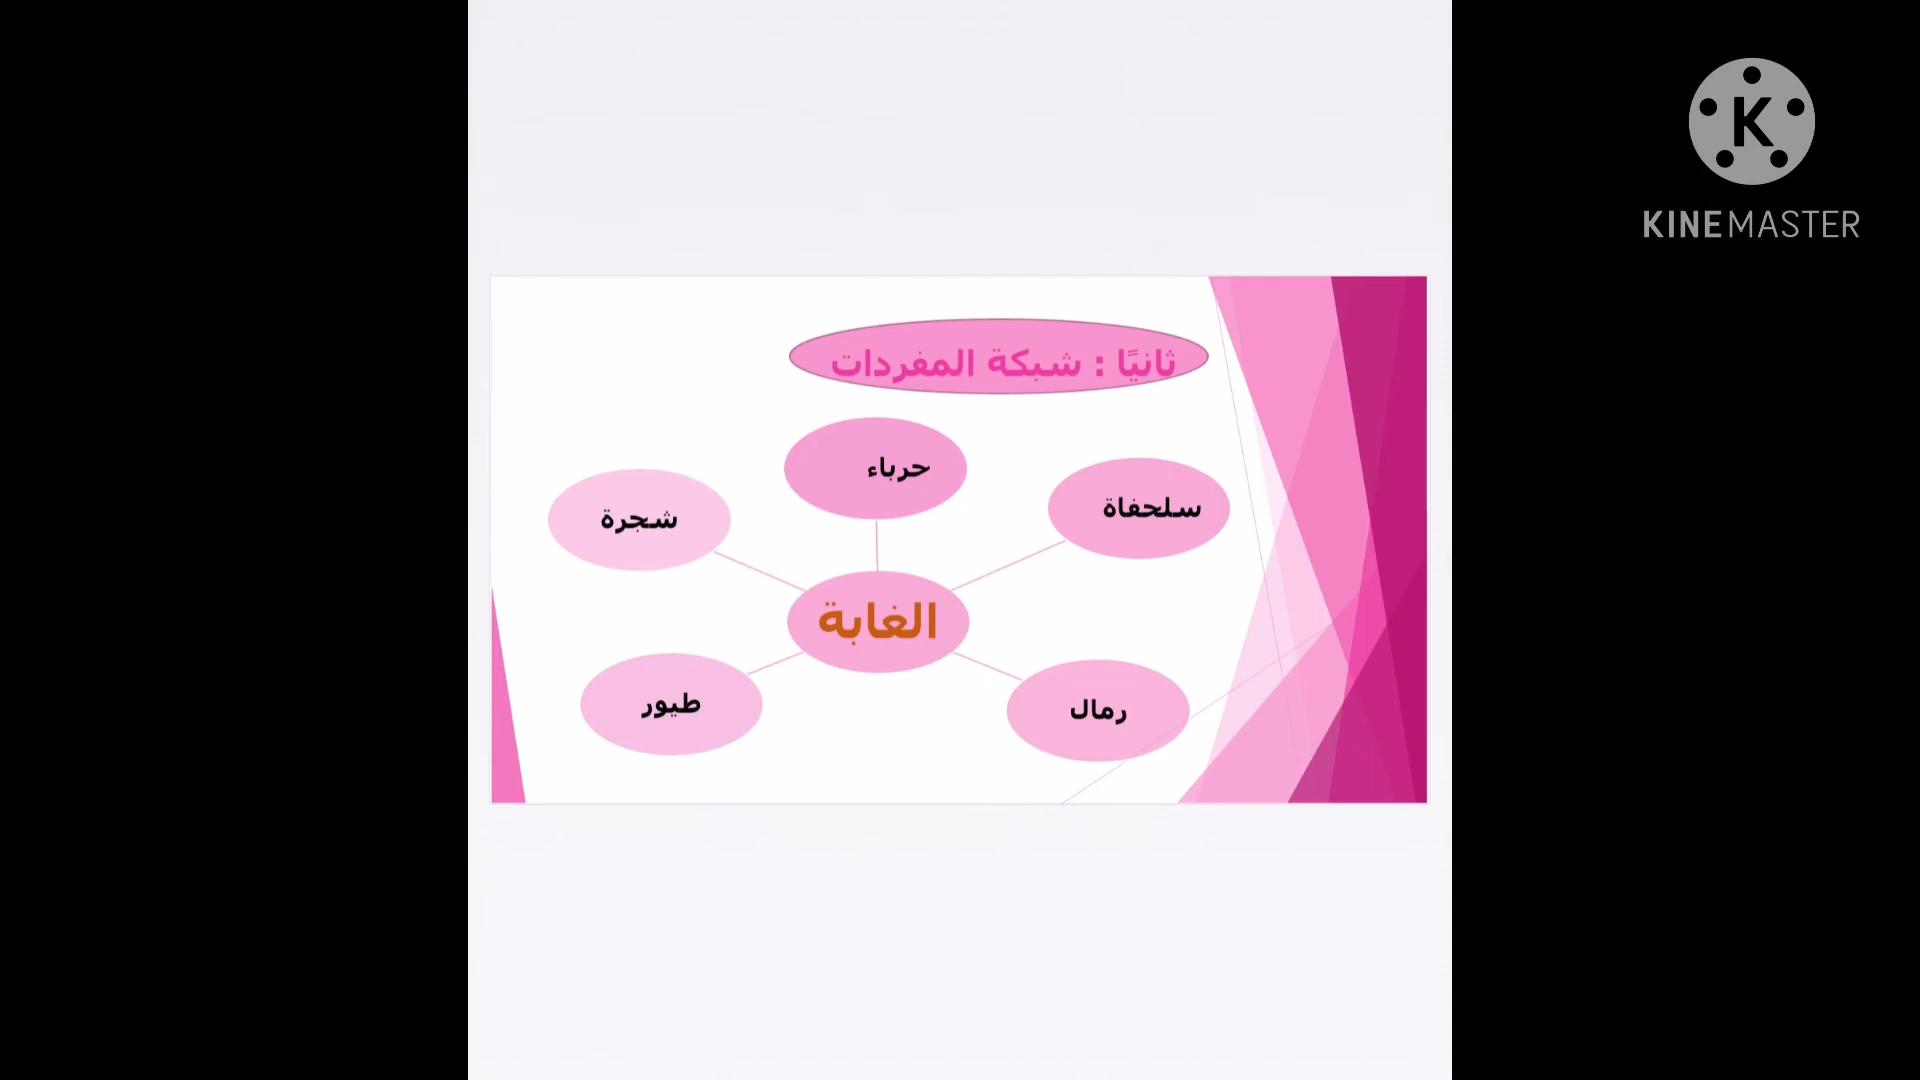 ثانيًا : شبكة المفردات
حرباء
سلحفاة
شجرة
الغابة
طيور
رمال
K
KINEMASTER